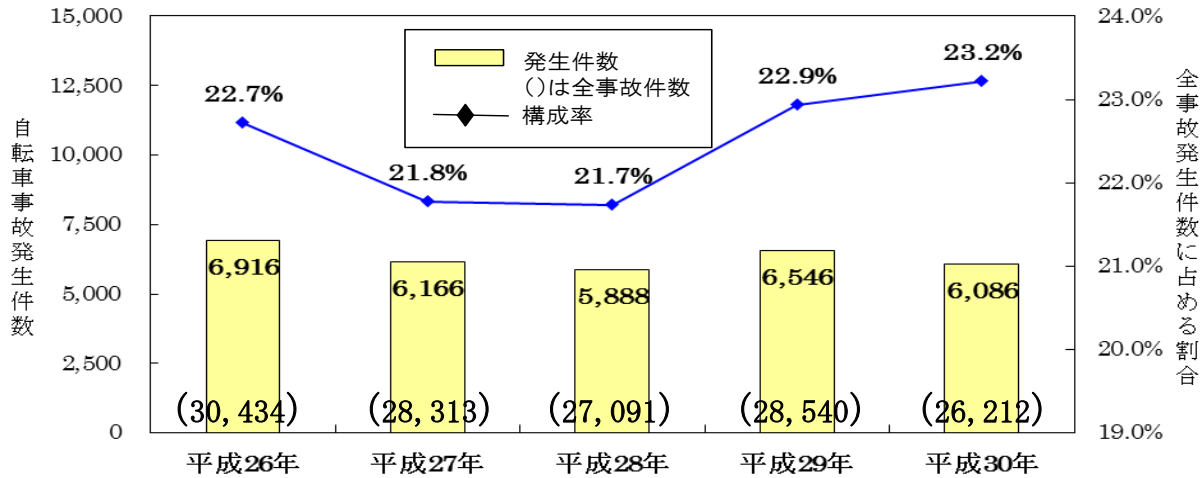 15,000
12,500
10,000
7,500
5,000
2,500
0
自転車事故発生件数
発生件数
()は全事故件数
構成率
22.7%
21.8%
21.7%
22.9%
23.2%
6,916
6,166
5,888
6,546
6,086
(30,434)
(28,313)
(27,091)
(28,540)
(26,212)
平成26年
平成27年
平成28年
平成29年
平成30年
24.0%
23.0%
22.0%
21.0%
20.0%
19.0%
全事故発生件数に占める割合